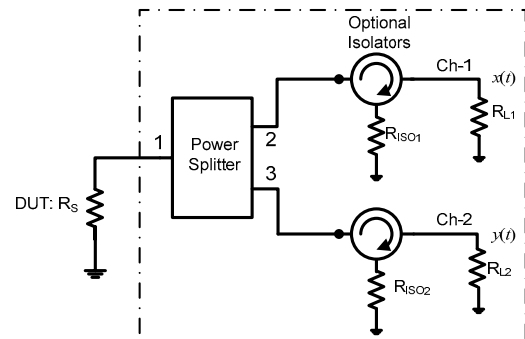 Optional
Isolators
Ch-1
x(t)
RL1
RISO1
1
Power
Splitter
2
3
DUT: RS
Ch-2
y(t)
RL2
RISO2